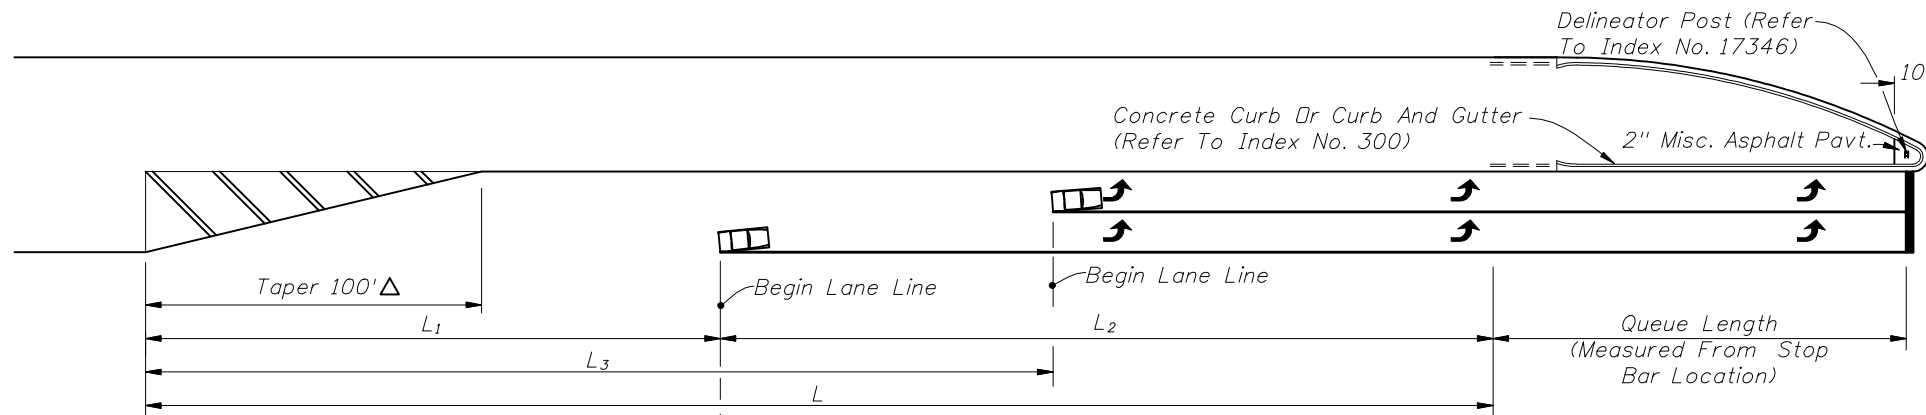 Delineator Post (Refer
To Index No. 17346)
10
Concrete Curb Or Curb And Gutter
(Refer To Index No. 300)
2" Misc. Asphalt Pavt.
Taper 100' Δ
Begin Lane Line
Begin Lane Line
L1
L2
Queue Length
(Measured From Stop
Bar Location)
L3
L